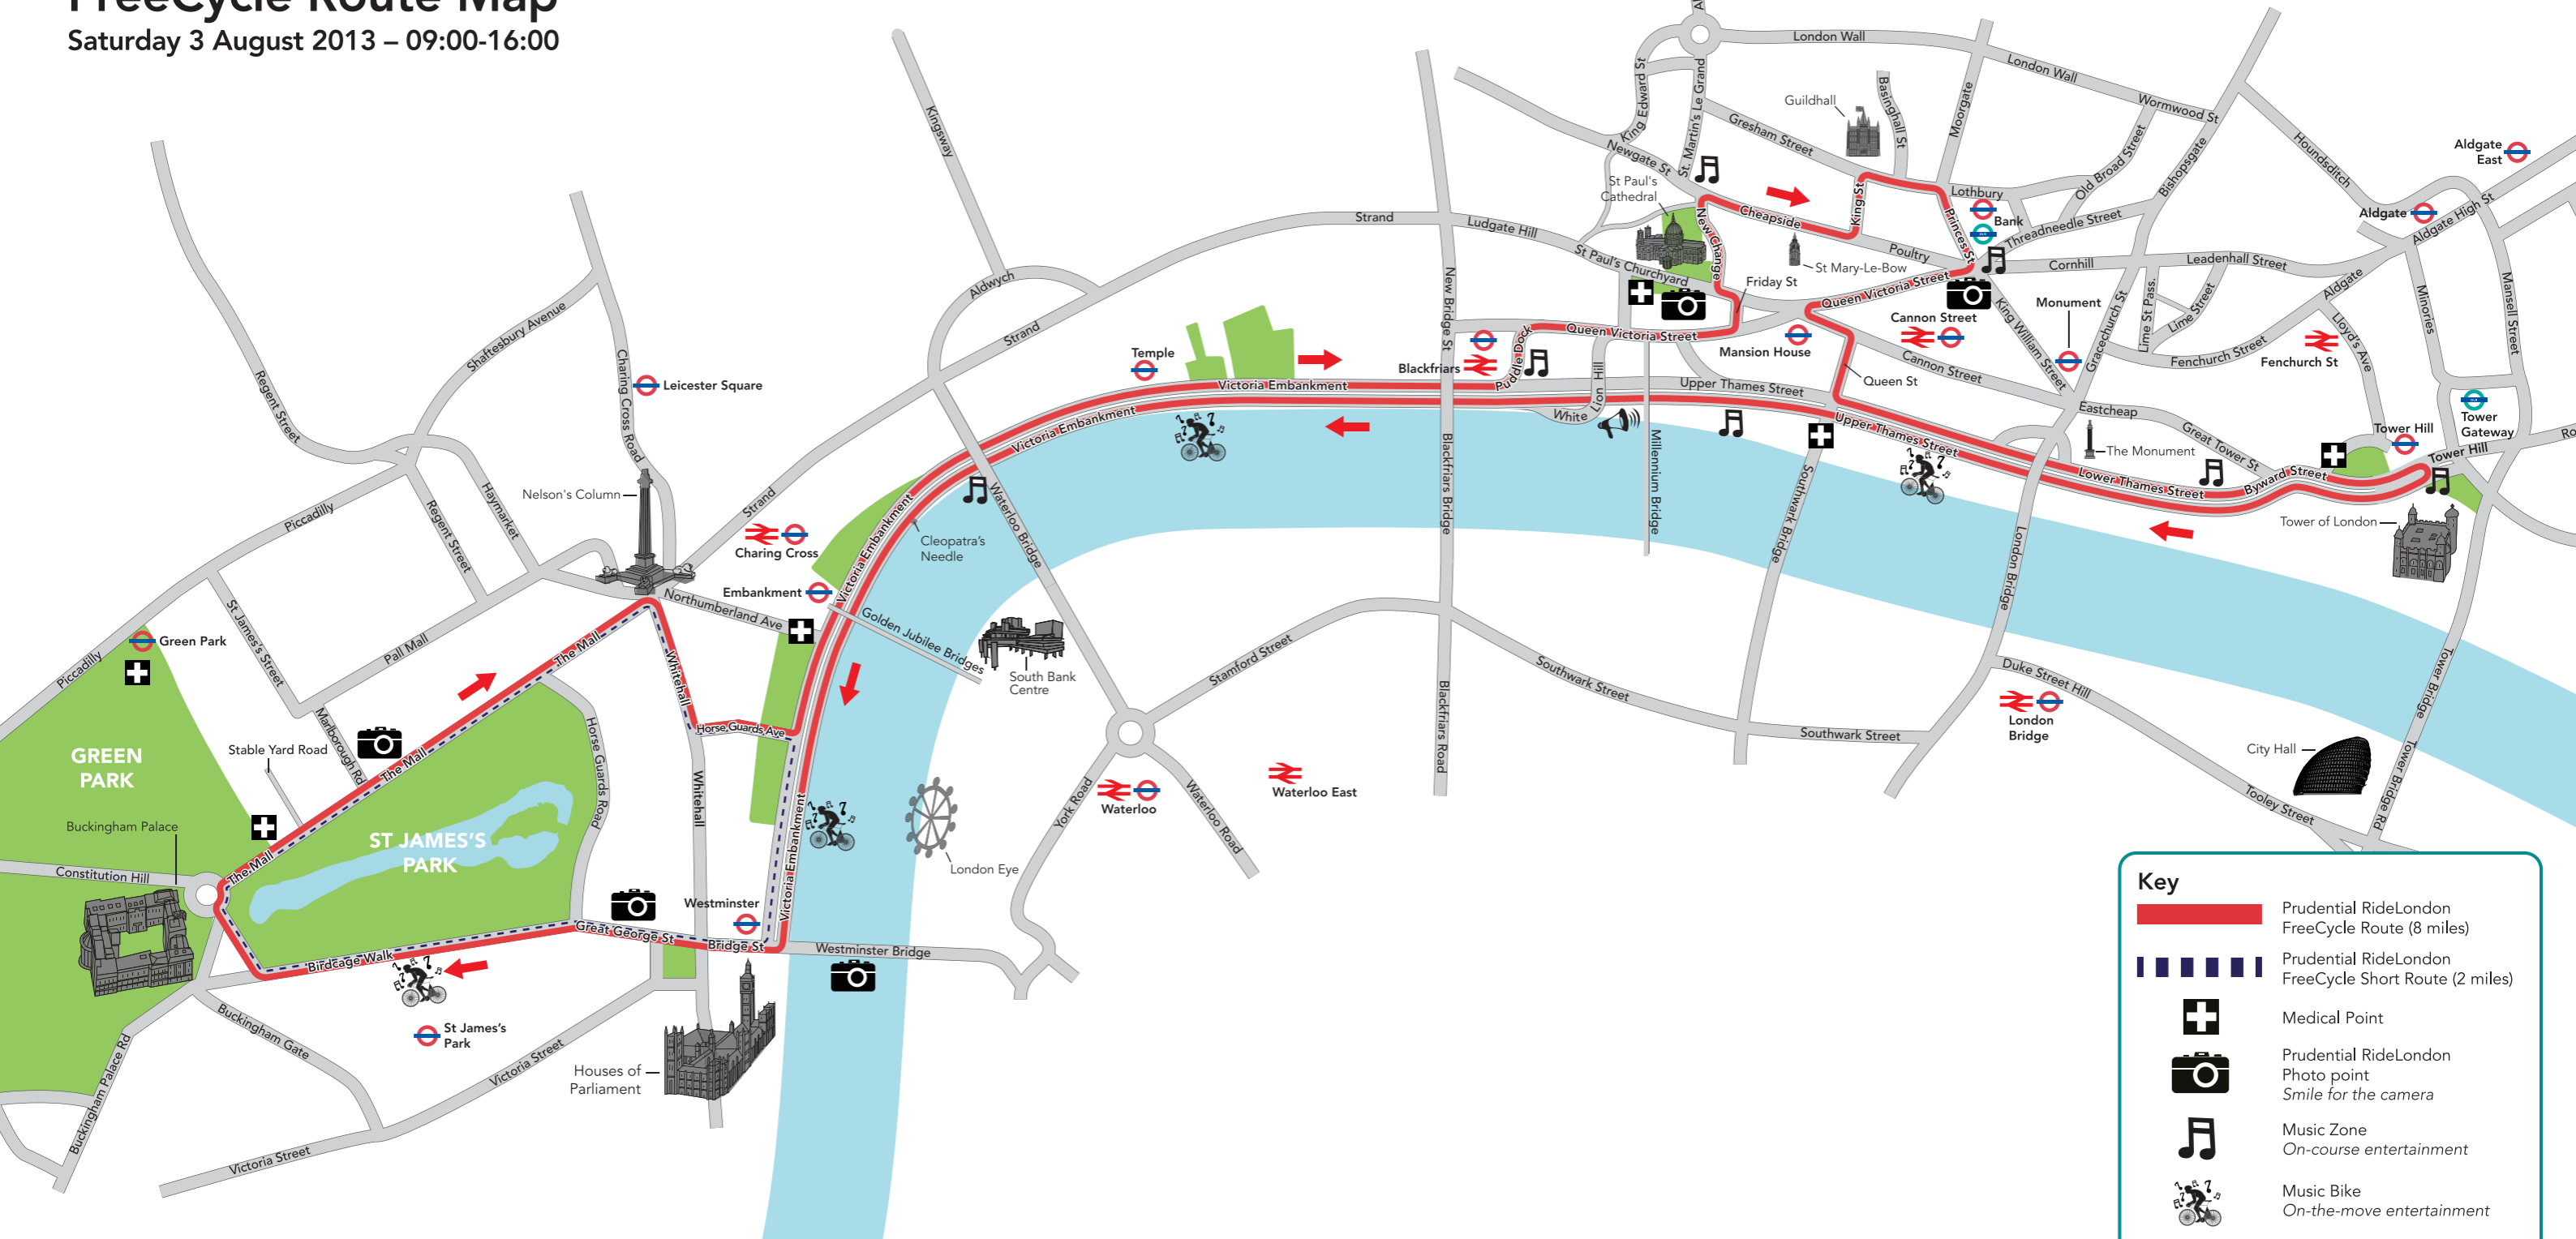 FreeCycle Route Map
Saturday 3 August 2013 – 09:00-16:00
London Wall
London Wall
Wormwood St
King Edward St
St. Martin's Le Grand
Newgate St
Gresham Street
Guildhall
Basinghall St
Moorgate
Old Broad Street
Bishopsgate
Houndsditch
Aldgate
East
Aldgate
Aldgate High St
Kingsway
Strand
Ludgate Hill
St Paul's
Cathedral
St Paul's Churchyard
New Change
Cheapside
King St
Lothbury
Princes St
Bank
Threadneedle Street
Poultry
St Mary-Le-Bow
Cornhill
Leadenhall Street
Aldgate
Minories
Mansell Street
Friday St
Queen Victoria Street
Queen Victoria Street
Mansion House
Cannon Street
Cannon Street
Monument
King William Street
Gracechurch St
Lime St Pass.
Lime Street
Fenchurch Street
Fenchurch St
Lloyd's Ave
Queen St
Eastcheap
Great Tower St
The Monument
Tower Hill
Tower
Gateway
Tower Hill
Byward Street
Lower Thames Street
Upper Thames Street
Upper Thames Street
Tower of London
Aldwych
Strand
Strand
Temple
New Bridge St
Blackfriars
Puddle Dock
White Lion Hill
Victoria Embankment
Victoria Embankment
Victoria Embankment
Victoria Embankment
Blackfriars Bridge
Millennium Bridge
Southwark Bridge
London Bridge
Tower Bridge
Tower Bridge Rd
Regent Street
Shaftesbury Avenue
Charing Cross Road
Leicester Square
Nelson's Column
Haymarket
Regent Street
Piccadilly
Piccadilly
Charing Cross
Embankment
Cleopatra's
Needle
Waterloo Bridge
Golden Jubilee Bridges
South Bank
Centre
Northumberland Ave
Green Park
St James's Street
Pall Mall
Marlborough Rd
Stable Yard Road
The Mall
The Mall
The Mall
Whitehall
Whitehall
Horse Guards Ave
Horse Guards Road
GREEN
PARK
ST JAMES'S
PARK
Buckingham Palace
Constitution Hill
Birdcage Walk
Great George St
Bridge St
Westminster
Westminster Bridge
London Eye
York Road
Waterloo
Waterloo Road
Waterloo East
Stamford Street
Blackfriars Road
Southwark Street
Southwark Street
Duke Street Hill
London
Bridge
City Hall
Tooley Street
St James's
Park
Buckingham Gate
Buckingham Palace Rd
Victoria Street
Victoria Street
Houses of
Parliament
Key
Prudential RideLondon
FreeCycle Route (8 miles)
Prudential RideLondon
FreeCycle Short Route (2 miles)
Medical Point
Prudential RideLondon
Photo point
Smile for the camera
Music Zone
On-course entertainment
Music Bike
On-the-move entertainment